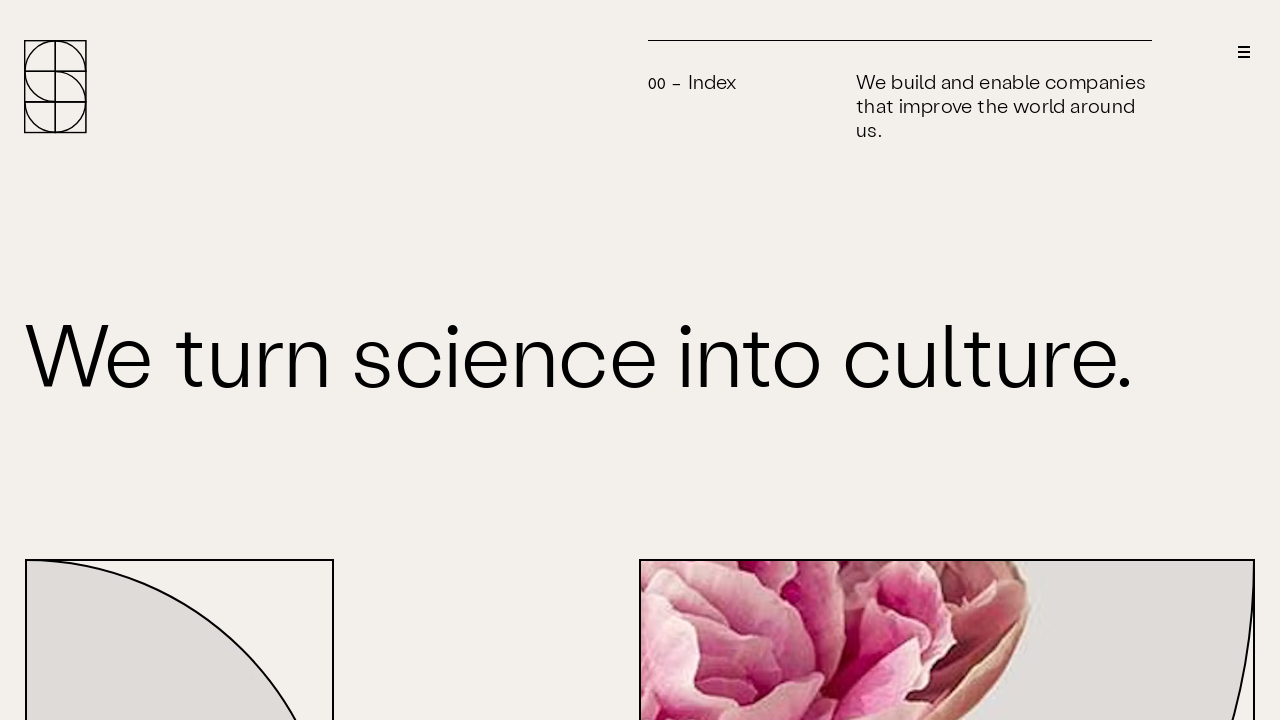 00 – Index
We build and enable companies
that improve the world around
us.
We turn science into culture.